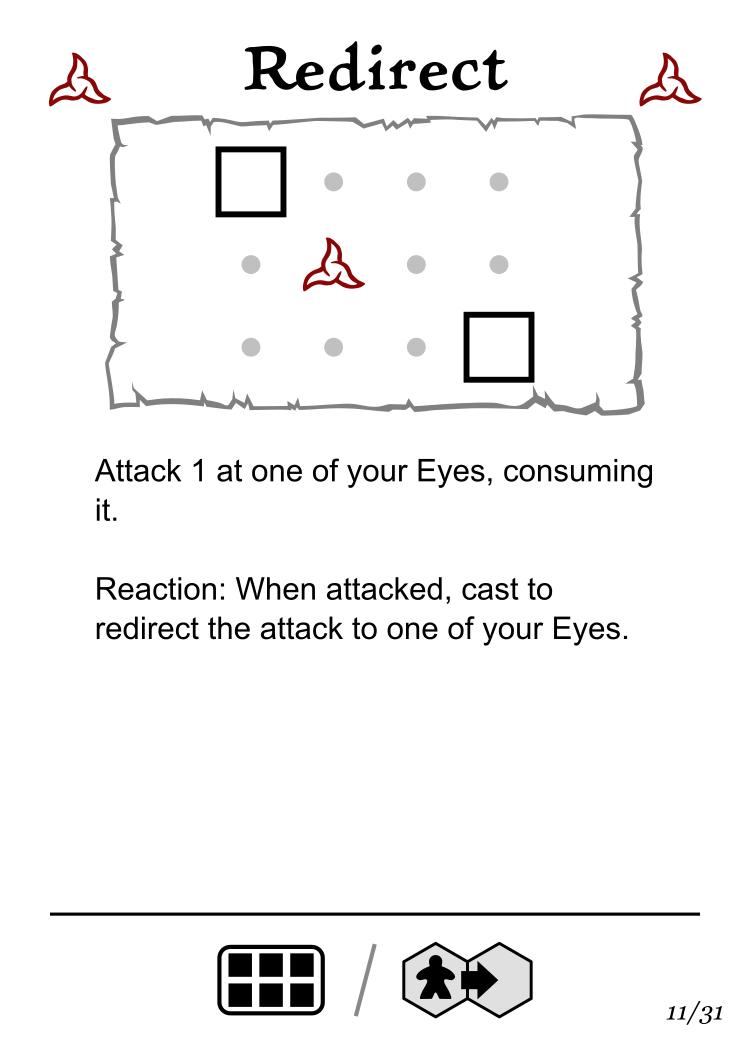 Redirect
Attack 1 at one of your Eyes, consuming
it.
Reaction: When attacked, cast to
redirect the attack to one of your Eyes.
11/31